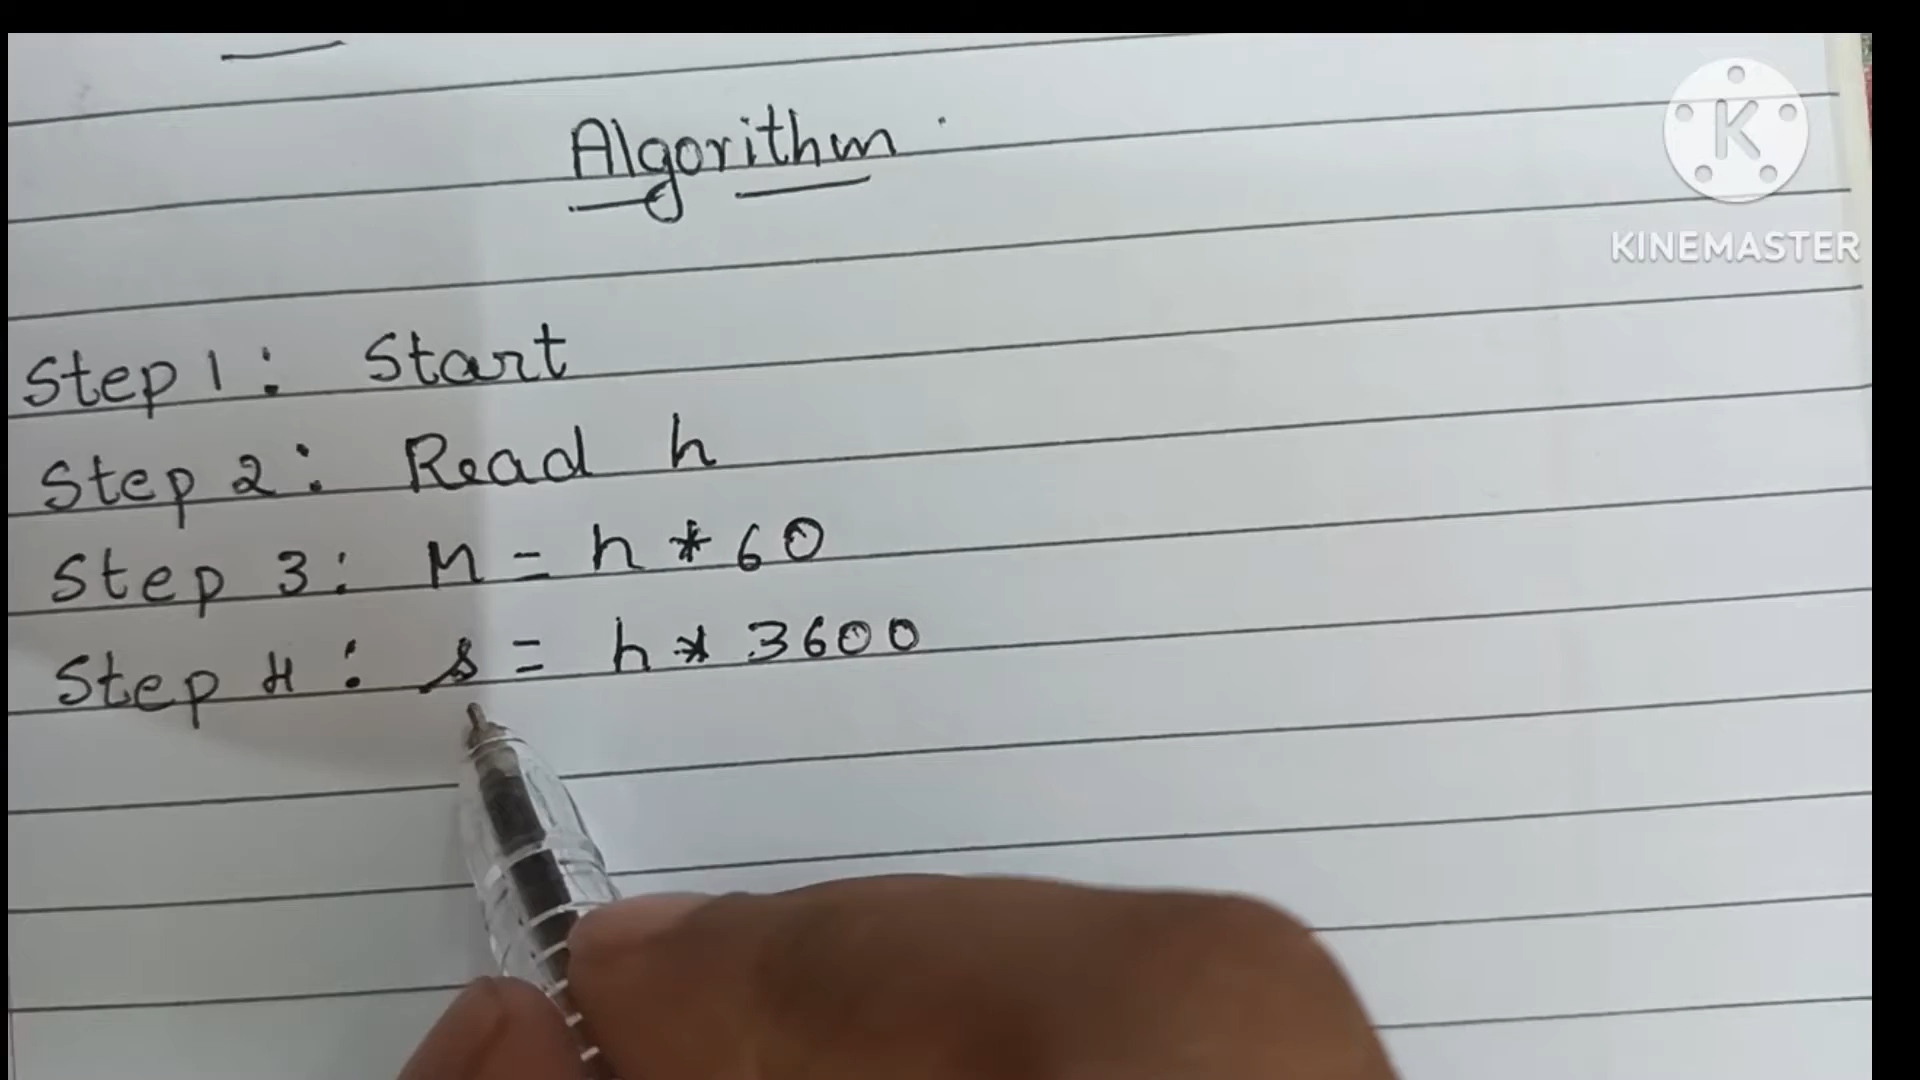 Algorithm
K
KINEMASTER
Step 1: Start
Step 2: Read h
Step 3: M = h * 60
Step 4: s = h * 3600